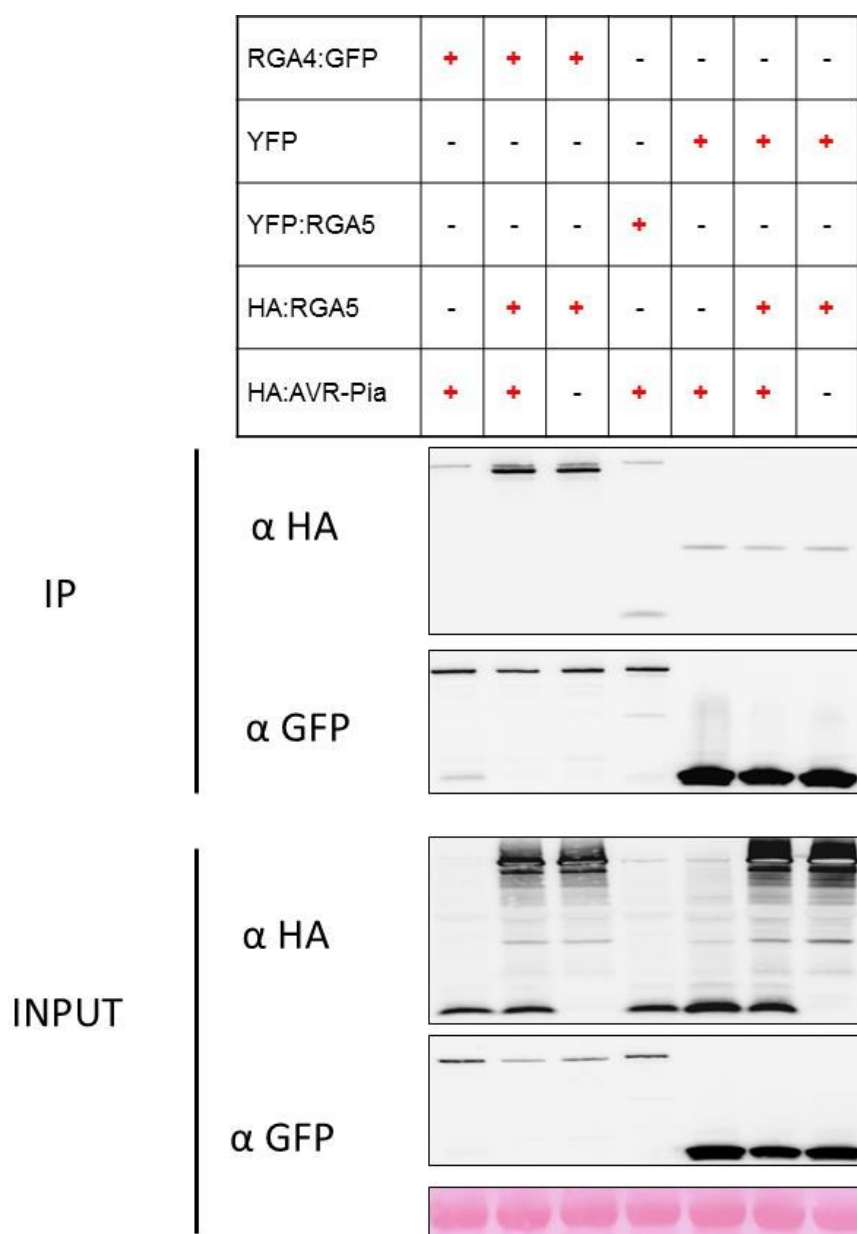 RGA4:GFP + + + - - - -
YFP - - - - + + +
YFP:RGA5 - - - + - - -
HA:RGA5 - + + - - + +
HA:AVR-Pia + + - + + + -
IP
α HA
α GFP
INPUT
α HA
α GFP